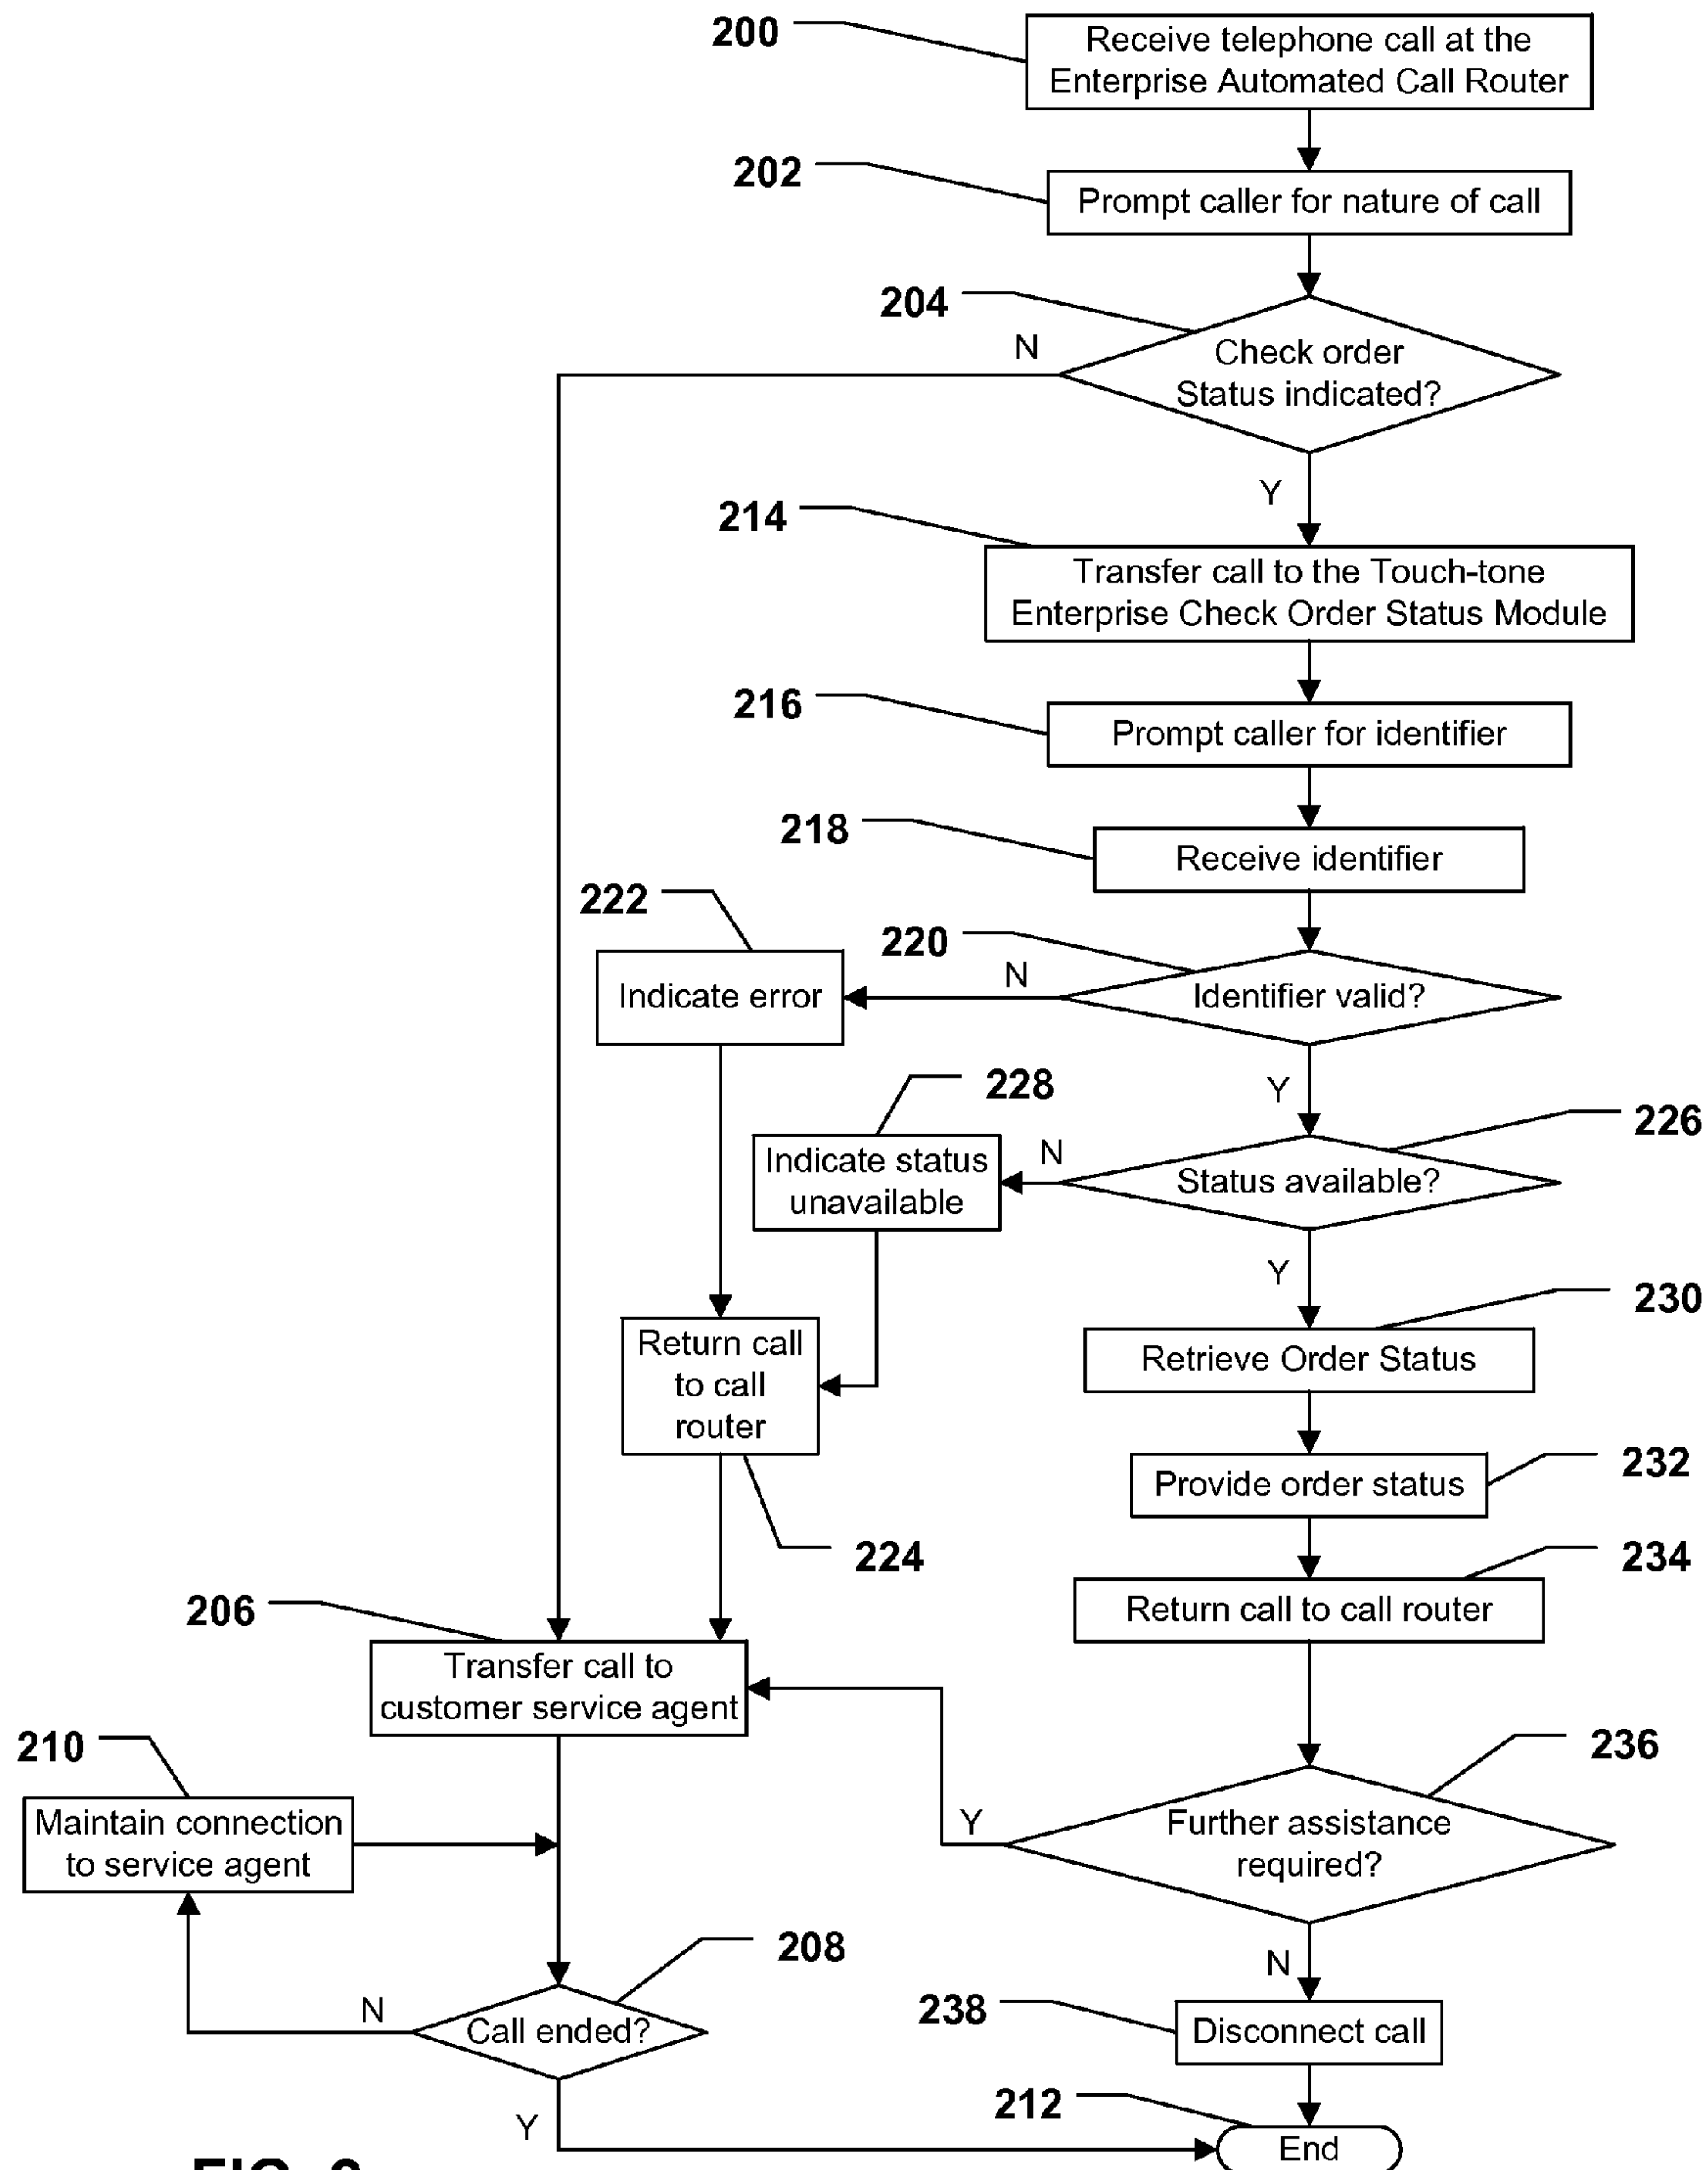 200
Receive telephone call at the
Enterprise Automated Call Router
202
Prompt caller for nature of call
204
Check order
Status indicated?
N
Y
214
Transfer call to the Touch-tone
Enterprise Check Order Status Module
216
Prompt caller for identifier
218
Receive identifier
222
Indicate error
220
N
Identifier valid?
Y
228
Indicate status
unavailable
N
226
Status available?
Y
230
Retrieve Order Status
Return call
to call
router
224
232
Provide order status
234
Return call to call router
206
Transfer call to
customer service agent
210
Maintain connection
to service agent
236
Y
Further assistance
required?
N
208
N
Call ended?
Y
238
Disconnect call
212
End